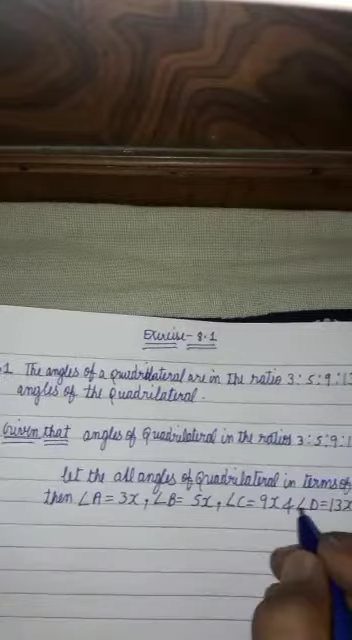 Exercise - 8.1
.1 The angles of a quadrilateral are in The ratio 3:5:9:13
angles of the Quadrilateral.
Given that angles of Quadrilateral in the ratios 3:5:9:1
let the all angles of Quadrilateral in terms of
then ∠A = 3x, ∠B = 5x, ∠C = 9x & ∠D = 13x